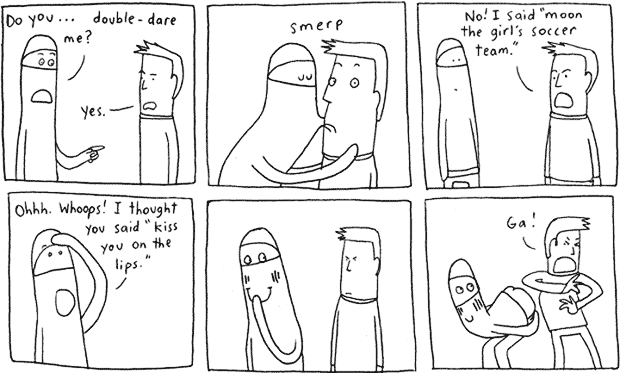 Do you... double-dare
me?
Yes.
smerp
No! I said "moon
the girl's soccer
team."
Ohhh. Whoops! I thought
you said "kiss
you on the
lips."
Ga!